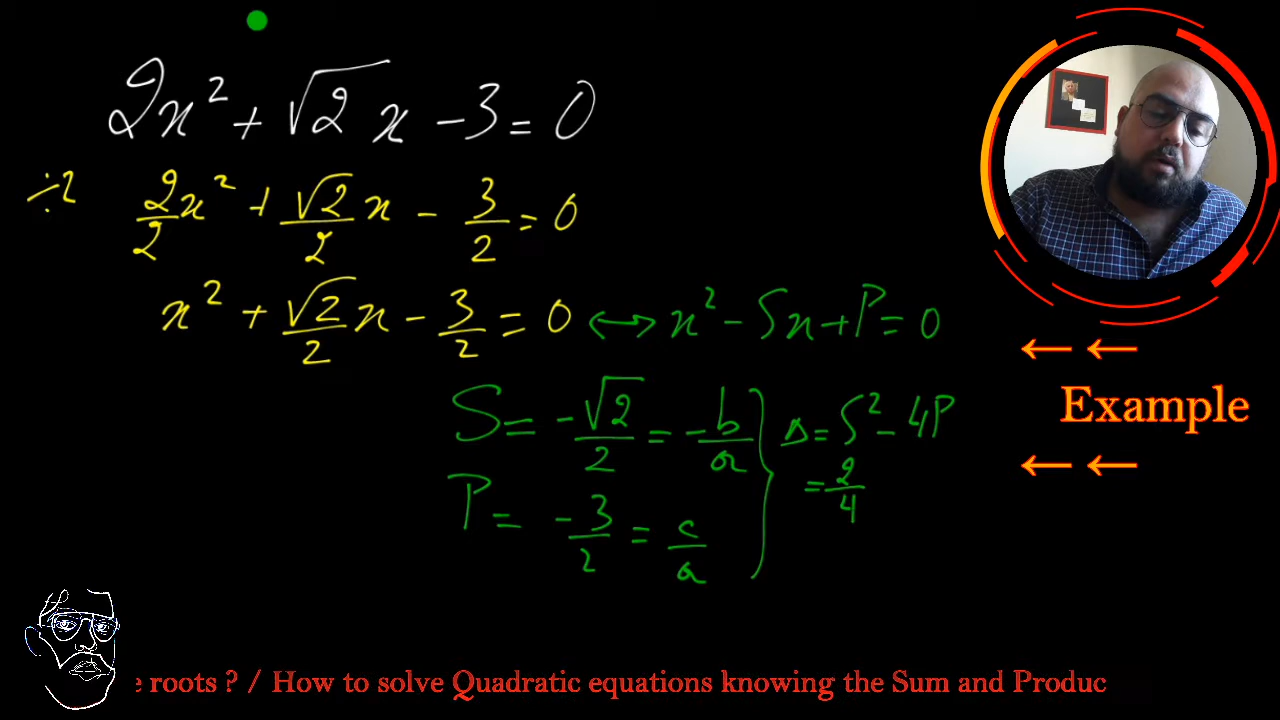 2x² + √2 x - 3 = 0
÷2 2x²/2 + √2/2 x - 3/2 = 0
x² + √2/2 x - 3/2 = 0 ↔ x² - Sx + P = 0
S = -√2/2 = -b/a } Δ = S² - 4P
= 2/4
P = -3/2 = c/a
← ←
Example
← ←
e roots ? / How to solve Quadratic equations knowing the Sum and Produc